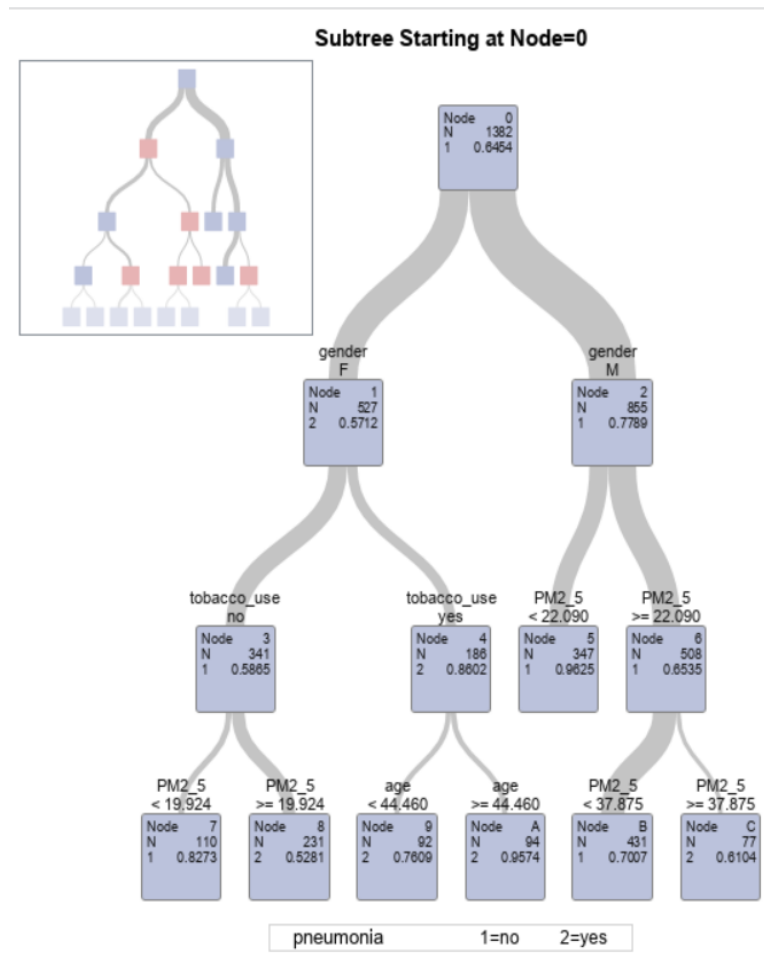 Subtree Starting at Node=0
Node 0
N 1382
1 0.6454
gender
F
Node 1
N 527
2 0.5712
gender
M
Node 2
N 855
1 0.7789
tobacco_use
no
Node 3
N 341
1 0.5865
tobacco_use
yes
Node 4
N 186
2 0.8602
PM2_5
< 22.090
Node 5
N 347
1 0.9625
PM2_5
>= 22.090
Node 6
N 508
1 0.6535
PM2_5
< 19.924
Node 7
N 110
1 0.8273
PM2_5
>= 19.924
Node 8
N 231
2 0.5281
age
< 44.460
Node 9
N 92
2 0.7609
age
>= 44.460
Node A
N 94
2 0.9574
PM2_5
< 37.875
Node B
N 431
1 0.7007
PM2_5
>= 37.875
Node C
N 77
2 0.6104
pneumonia 1=no 2=yes